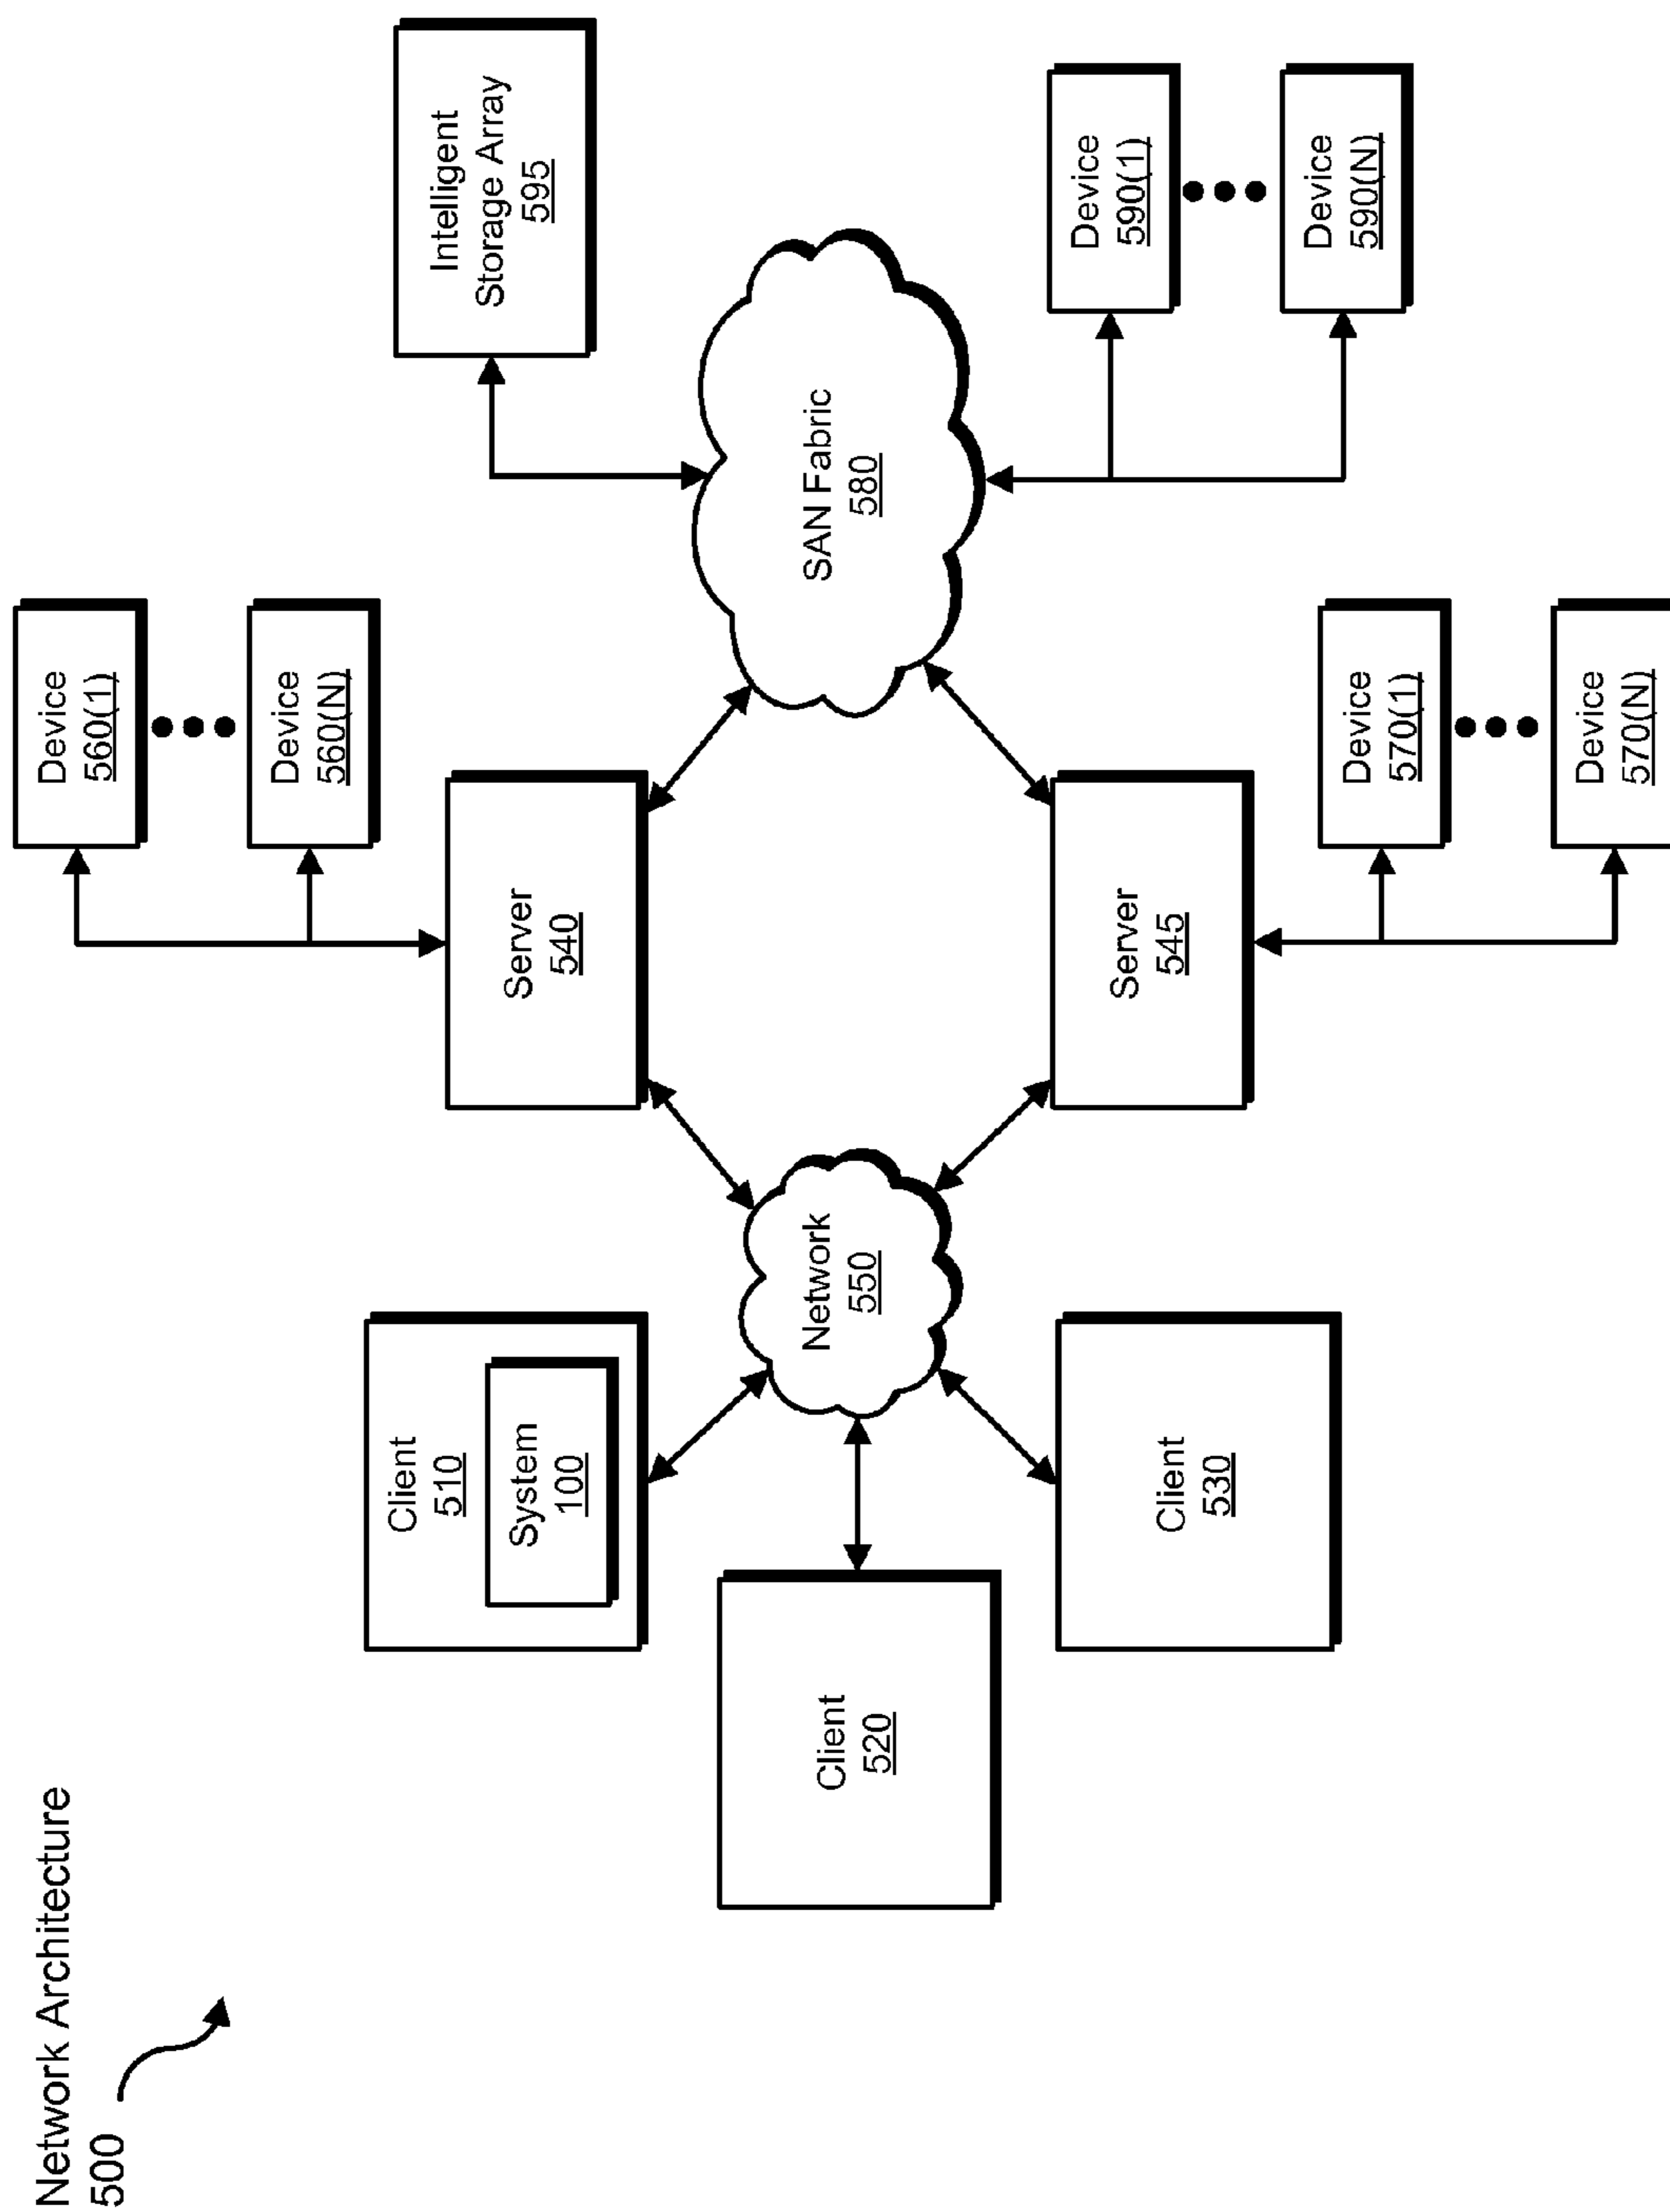 Network Architecture
500
Client
510
System
100
Client
520
Client
530
Network
550
Server
540
Server
545
Device
560(1)
Device
560(N)
Device
570(1)
Device
570(N)
SAN Fabric
580
Intelligent
Storage Array
595
Device
590(1)
Device
590(N)